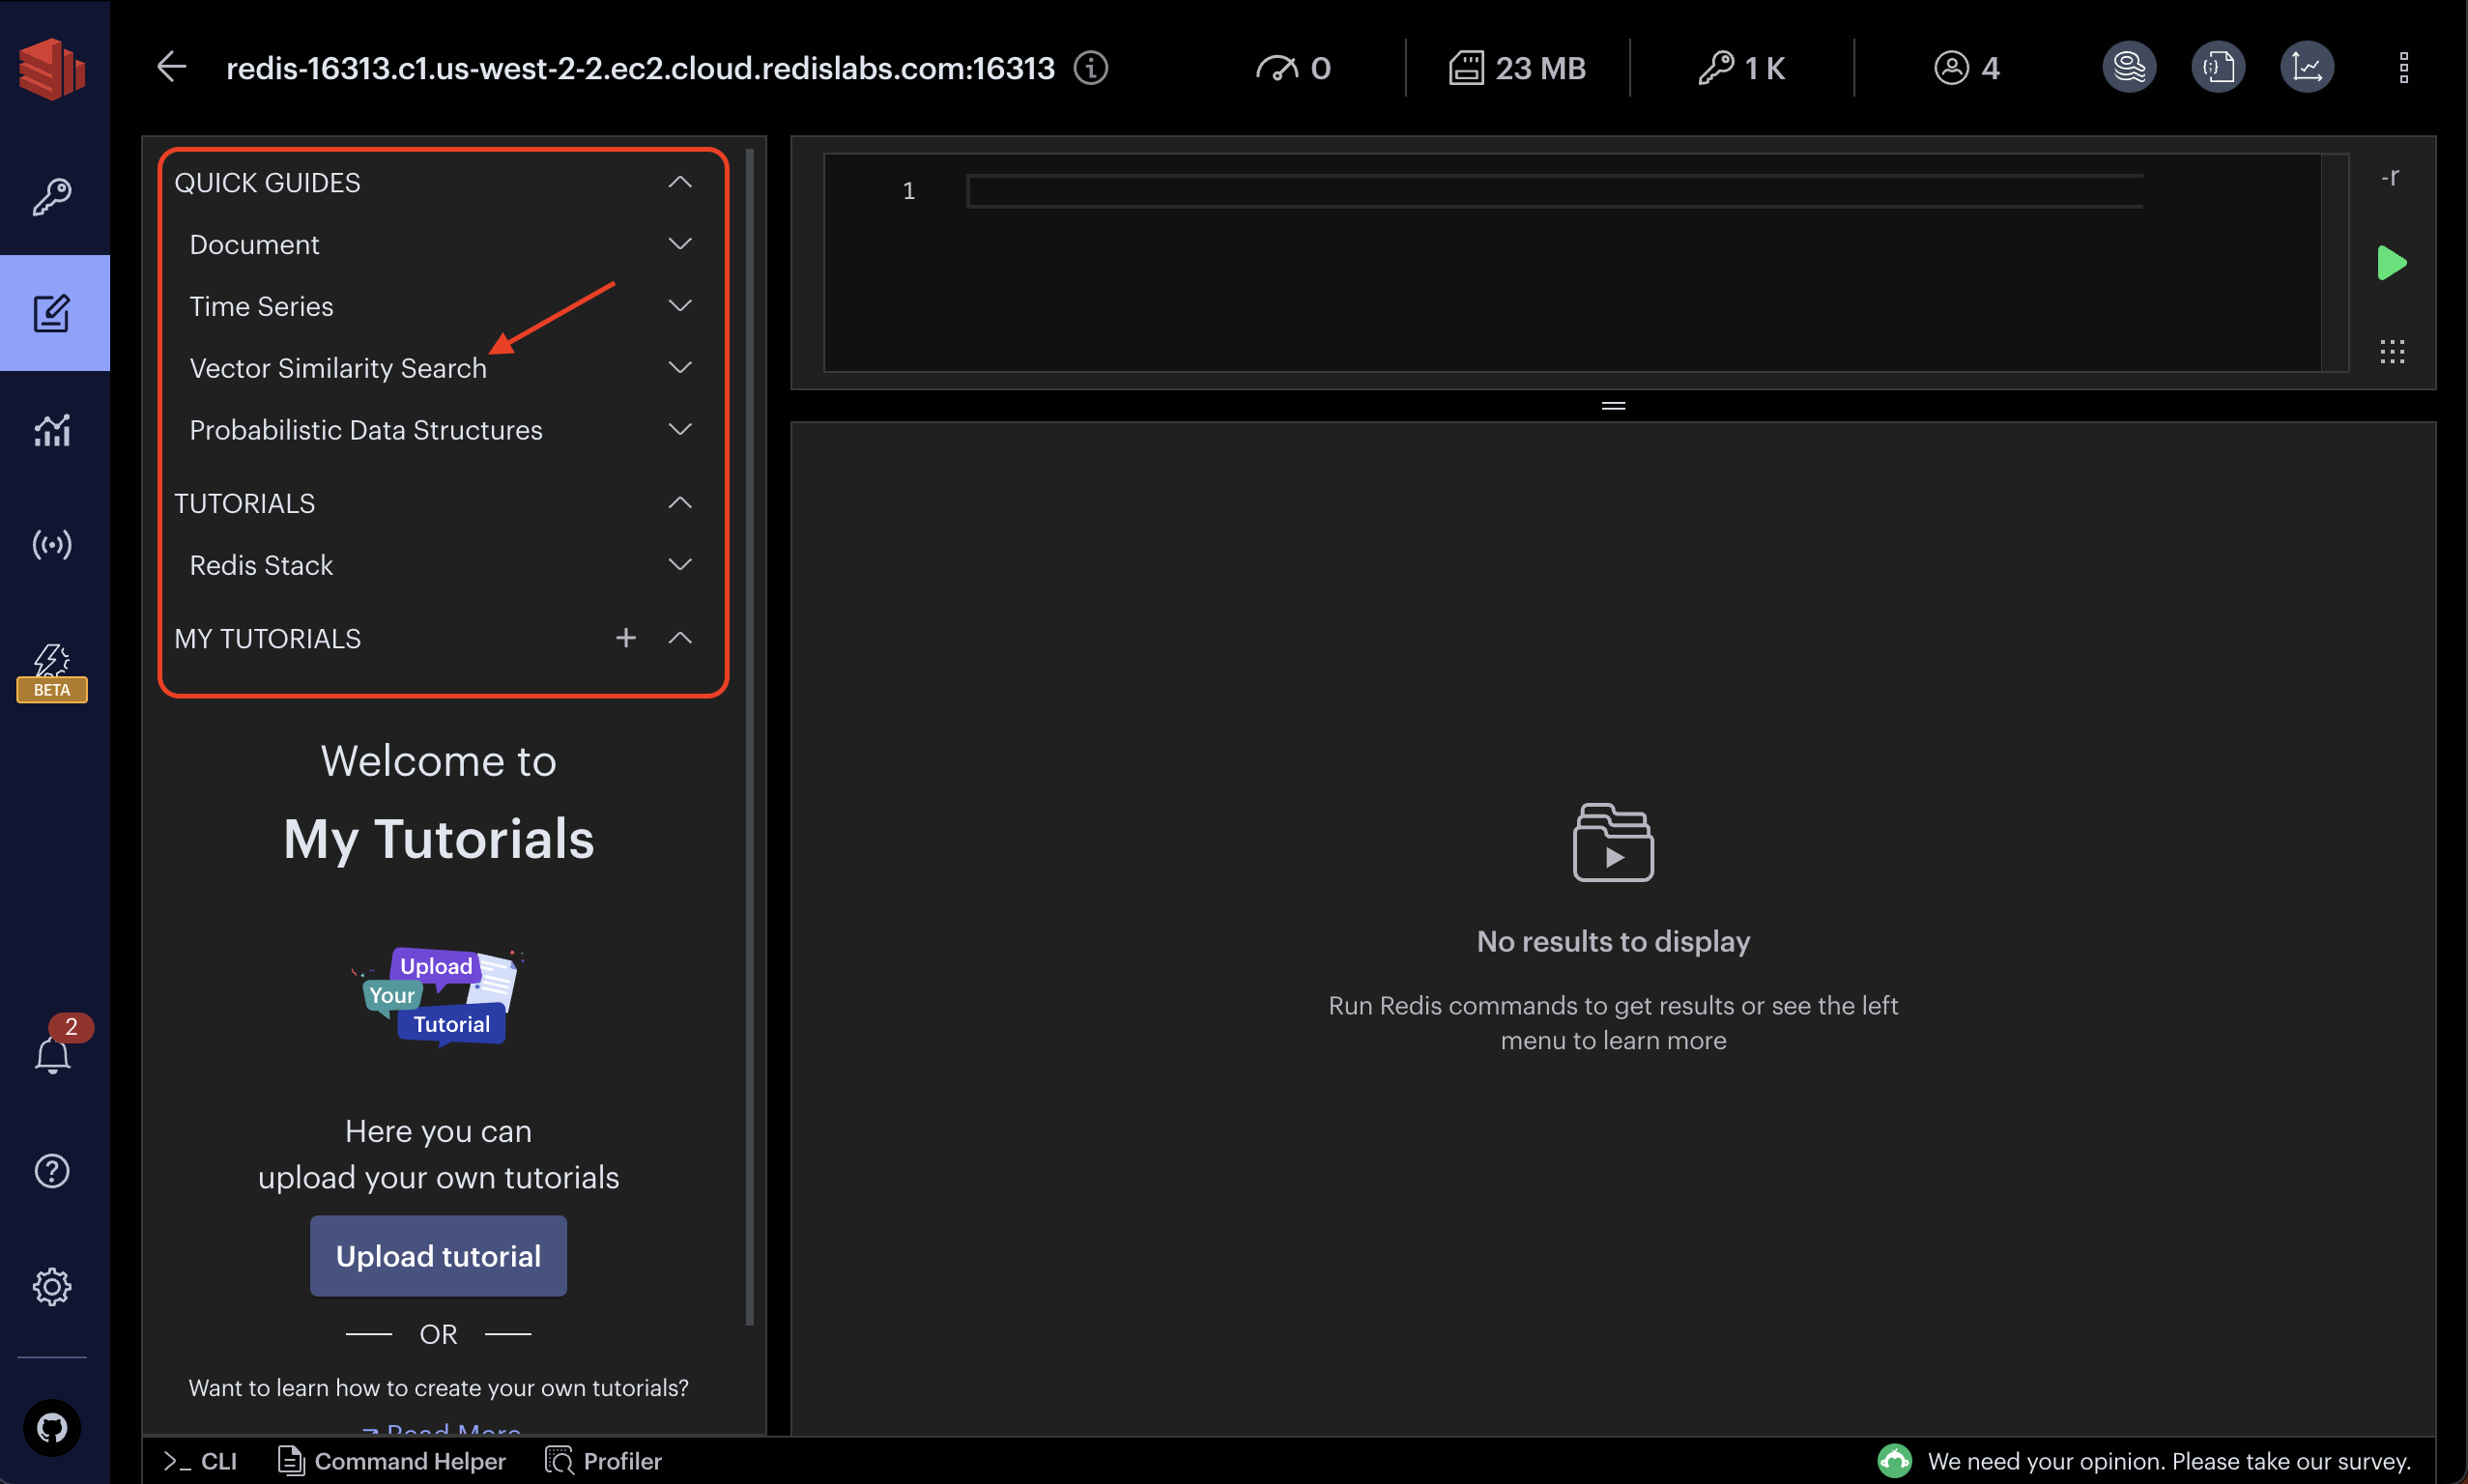 redis-16313.c1.us-west-2-2.ec2.cloud.redislabs.com:16313
0
23 MB
1 K
4
QUICK GUIDES
Document
Time Series
Vector Similarity Search
Probabilistic Data Structures
TUTORIALS
Redis Stack
MY TUTORIALS
BETA
Welcome to
My Tutorials
Upload
Your
Tutorial
Here you can
upload your own tutorials
Upload tutorial
OR
Want to learn how to create your own tutorials?
Read More
2
1
-r
No results to display
Run Redis commands to get results or see the left
menu to learn more
>_ CLI
Command Helper
Profiler
We need your opinion. Please take our survey.